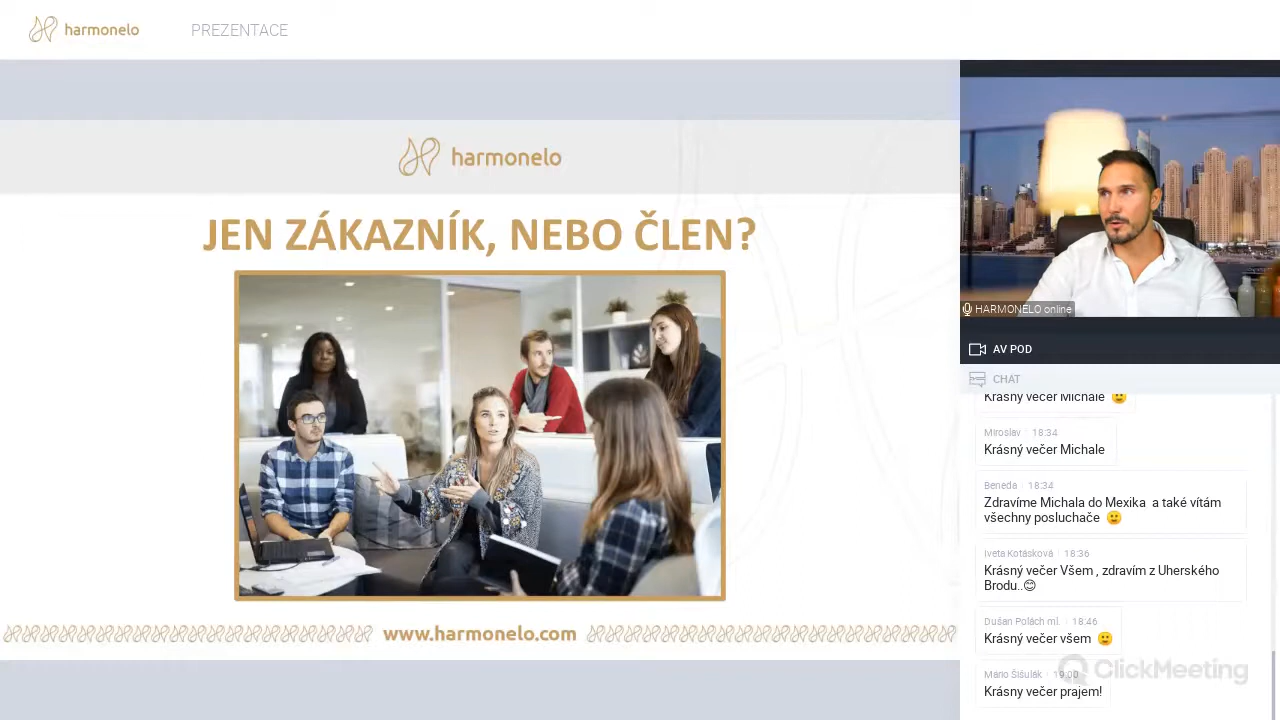 harmonelo
PREZENTACE
harmonelo
JEN ZÁKAZNÍK, NEBO ČLEN?
www.harmonelo.com
HARMONELO online
AV POD
CHAT
Krásný večer Michale 🙂
Miroslav 18:34
Krásný večer Michale
Beneda 18:34
Zdravíme Michala do Mexika a také vítám
všechny posluchače 🙂
Iveta Kotásková 18:36
Krásný večer Všem , zdravím z Uherského
Brodu..😊
Dušan Polách ml. 18:46
Krásný večer všem 🙂
ClickMeeting
Mário Šišulák 19:00
Krásny večer prajem!